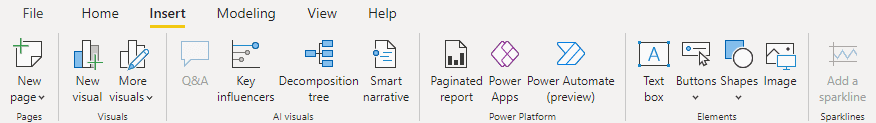 File Home Insert Modeling View Help
New page New visual More visuals Q&A Key influencers Decomposition tree Smart narrative Paginated report Power Apps Power Automate (preview) Text box Buttons Shapes Image Add a sparkline
Pages Visuals AI visuals Power Platform Elements Sparklines